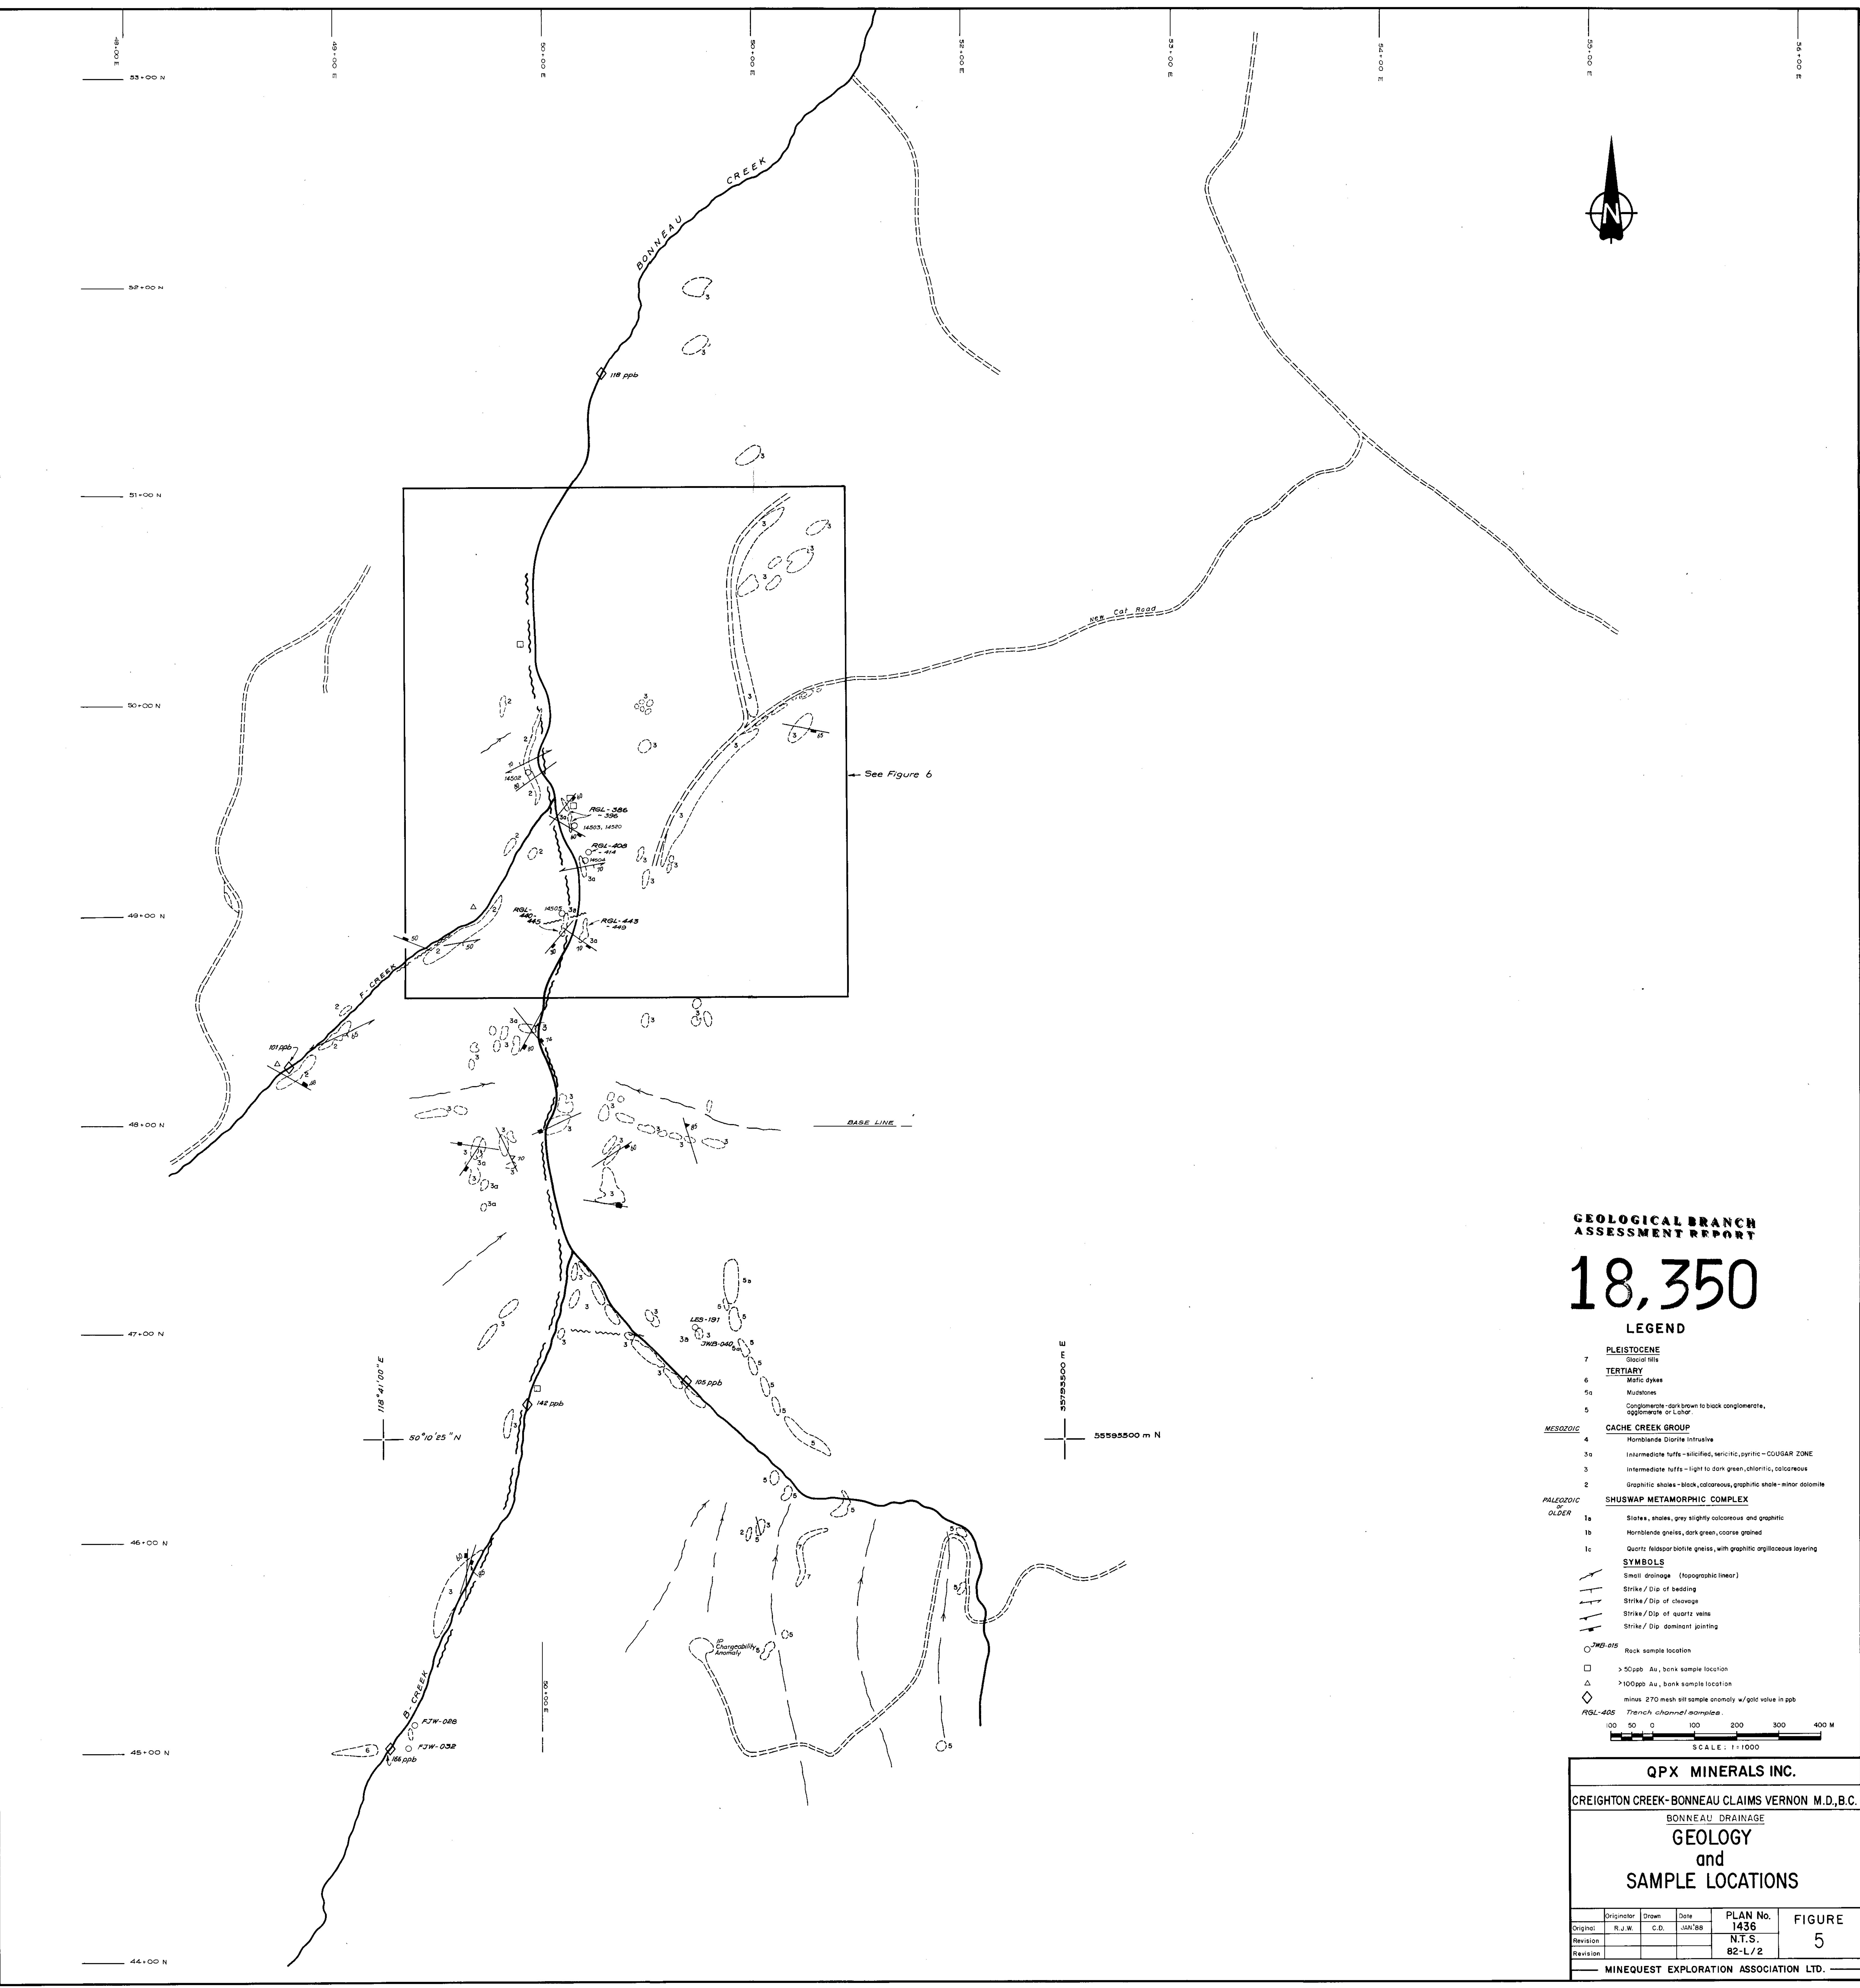 48+00 E
49+00 E
50+00 E
50+00 E
52+00 E
53+00 E
54+00 E
55+00 E
56+00 E
53+00 N
52+00 N
51+00 N
50+00 N
49+00 N
48+00 N
47+00 N
46+00 N
45+00 N
44+00 N
BONNEAU CREEK
118 ppb
New Cat Road
See Figure 6
14502
RGL-386
-396
14503, 14520
RGL-408
-414
14504
RGL-
440-
445
14505
RGL-443
-449
F-CREEK
101 ppb
BASE LINE
LES-191
JWB-040
105 ppb
142 ppb
118°41'00"E
50°10'25"N
35793500 m E
55593500 m N
IP
Chargeability
Anomaly
50+00 E
B-CREEK
FJW-028
FJW-032
166 ppb
N
GEOLOGICAL BRANCH
ASSESSMENT REPORT
18,350
LEGEND
PLEISTOCENE
7 Glacial tills
TERTIARY
6 Mafic dykes
5a Mudstones
5 Conglomerate-dark brown to black conglomerate,
agglomerate or Lahar.
MESOZOIC CACHE CREEK GROUP
4 Hornblende Diorite Intrusive
3a Intermediate tuffs-silicified, sericitic, pyritic-COUGAR ZONE
3 Intermediate tuffs-light to dark green, chloritic, calcareous
2 Graphitic shales-black, calcareous, graphitic shale-minor dolomite
PALEOZOIC
or
OLDER
SHUSWAP METAMORPHIC COMPLEX
1a Slates, shales, grey slightly calcareous and graphitic
1b Hornblende gneiss, dark green, coarse grained
1c Quartz feldspar biotite gneiss, with graphitic argillaceous layering
SYMBOLS
Small drainage (topographic linear)
Strike/Dip of bedding
Strike/Dip of cleavage
Strike/Dip of quartz veins
Strike/Dip dominant jointing
JWB-015 Rock sample location
>50ppb Au, bank sample location
>100ppb Au, bank sample location
minus 270 mesh silt sample anomaly w/gold value in ppb
RGL-405 Trench channel samples.
100 50 0 100 200 300 400 M
SCALE: 1:1000
QPX MINERALS INC.
CREIGHTON CREEK-BONNEAU CLAIMS VERNON M.D.,B.C.
BONNEAU DRAINAGE
GEOLOGY
and
SAMPLE LOCATIONS
Originator Drawn Date
Original R.J.W. C.D. JAN'88
Revision
Revision
PLAN No.
1436
N.T.S.
82-L/2
FIGURE
5
MINEQUEST EXPLORATION ASSOCIATION LTD.